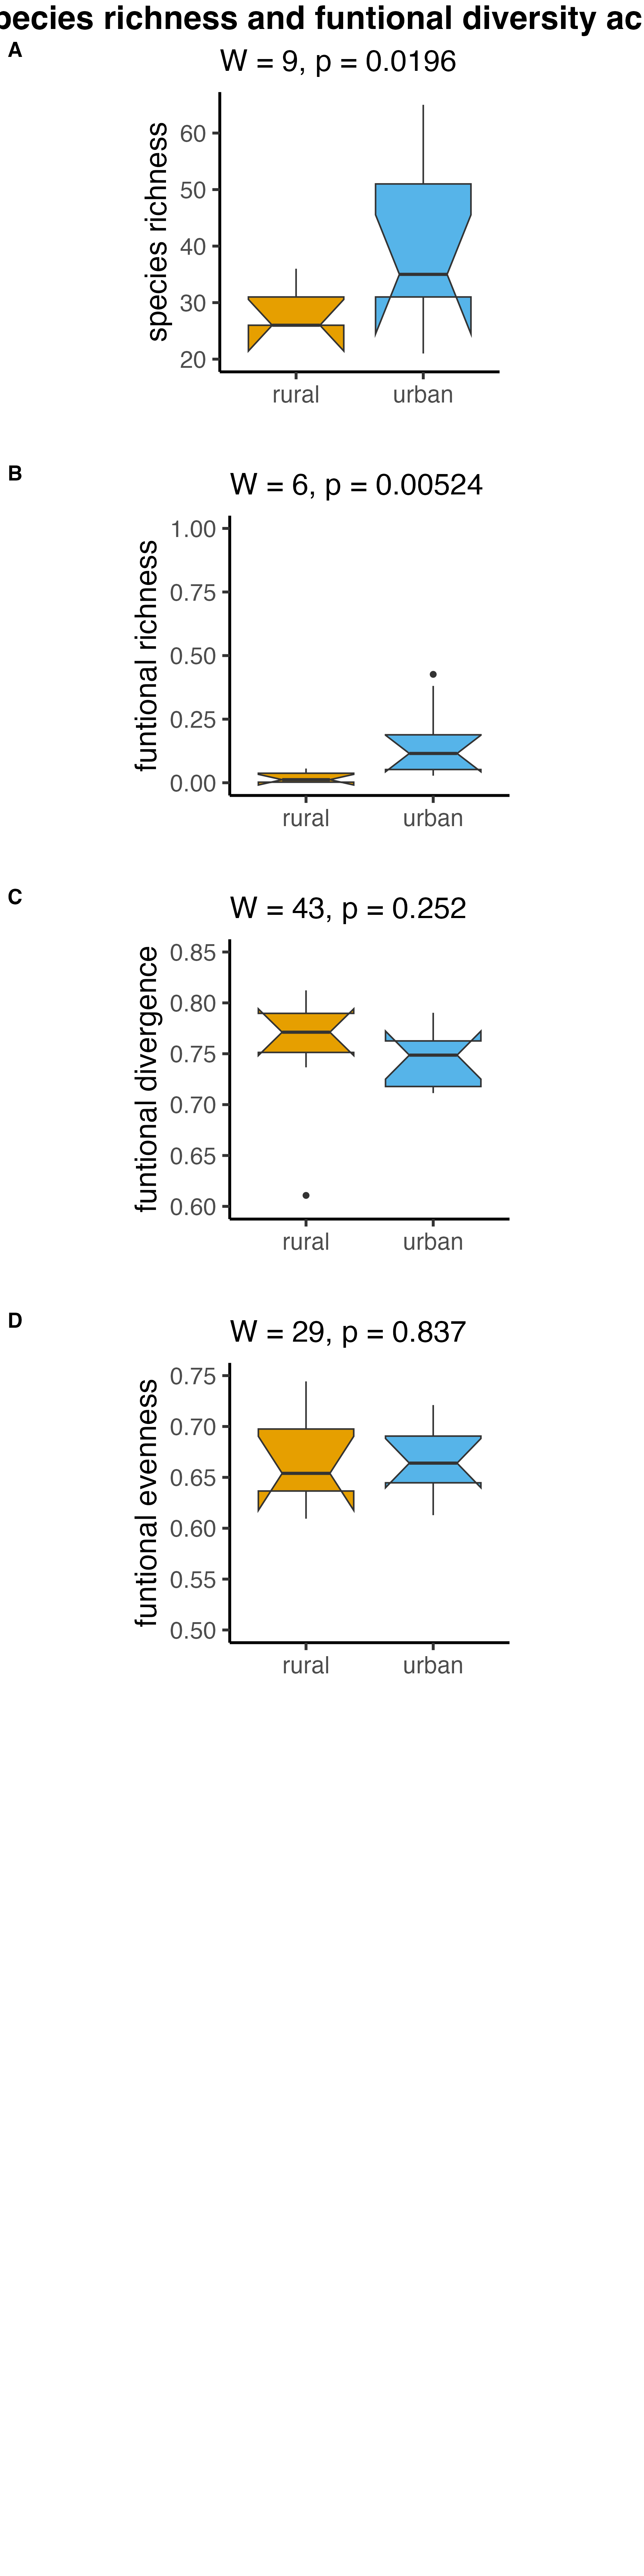 pecies richness and funtional diversity ac
A
W = 9, p = 0.0196
species richness
60
50
40
30
20
rural
urban
B
W = 6, p = 0.00524
funtional richness
1.00
0.75
0.50
0.25
0.00
rural
urban
C
W = 43, p = 0.252
funtional divergence
0.85
0.80
0.75
0.70
0.65
0.60
rural
urban
D
W = 29, p = 0.837
funtional evenness
0.75
0.70
0.65
0.60
0.55
0.50
rural
urban